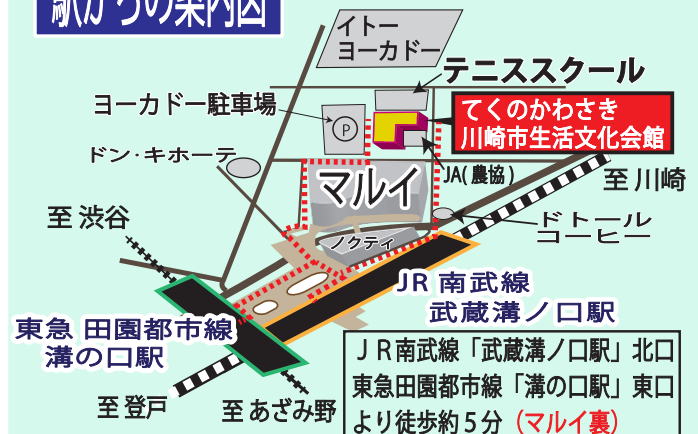 駅からの案内図
イトー
ヨーカドー
テニススクール
ヨーカドー駐車場
P
てくのかわさき
川崎市生活文化会館
ドン・キホーテ
JA(農協)
マルイ
至 川崎
至 渋谷
ドトール
コーヒー
ノクティ
JR 南武線
武蔵溝ノ口駅
東急 田園都市線
溝の口駅
至 登戸
至 あざみ野
ＪＲ南武線「武蔵溝ノ口駅」北口
東急田園都市線「溝の口駅」東口
より徒歩約５分（マルイ裏）